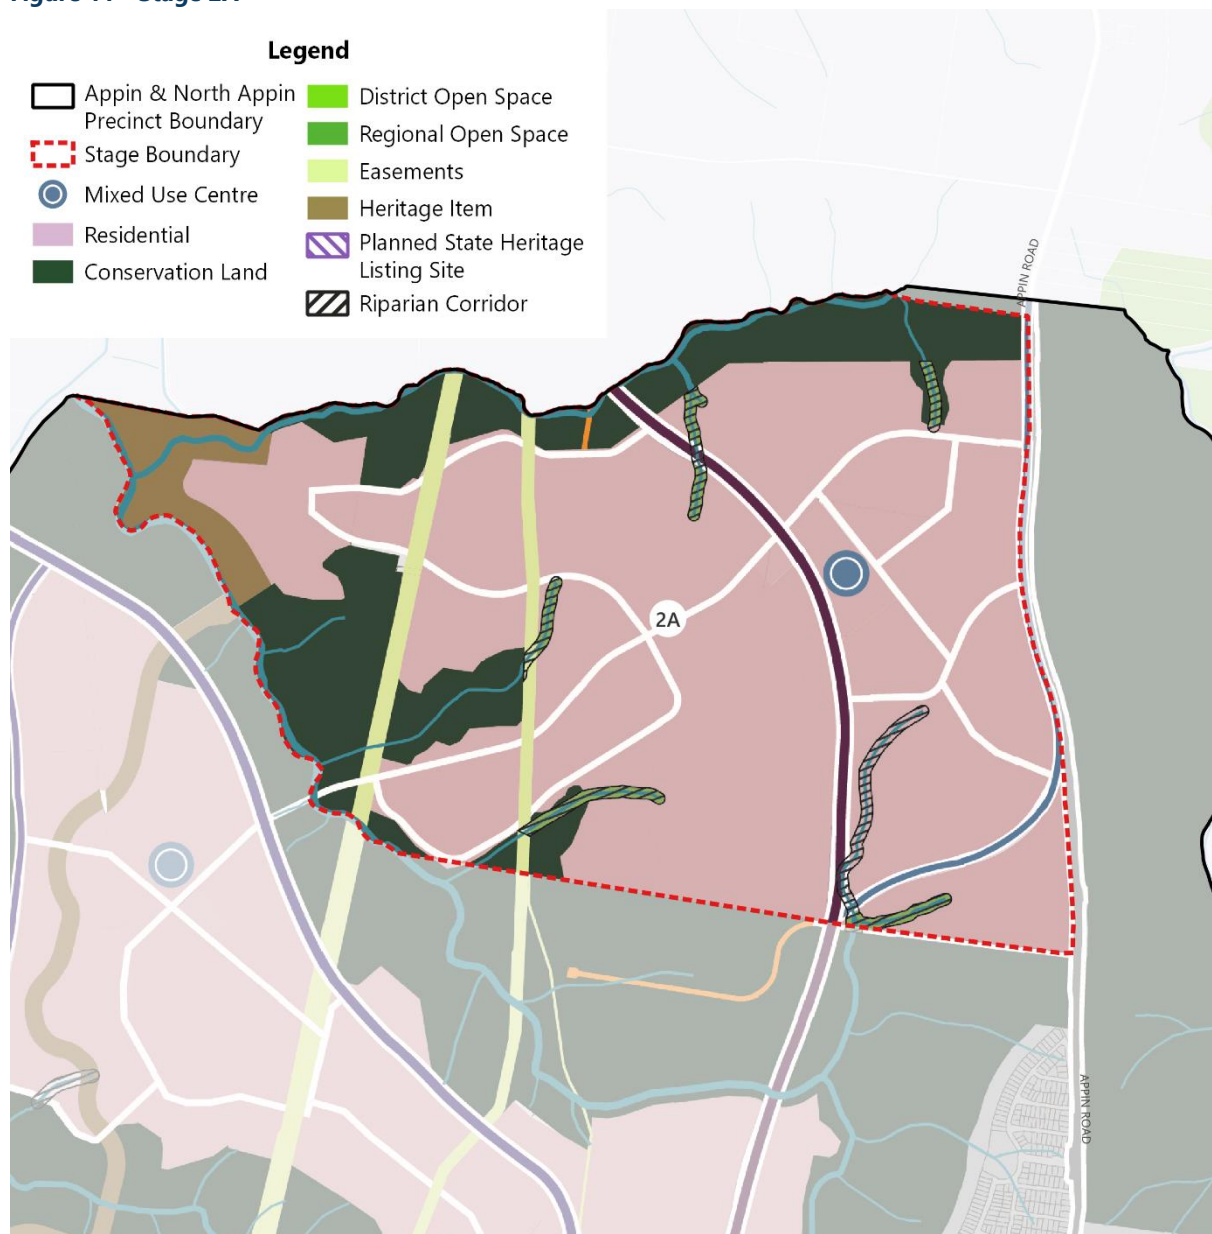 Legend
Appin & North Appin
Precinct Boundary
Stage Boundary
Mixed Use Centre
Residential
Conservation Land
District Open Space
Regional Open Space
Easements
Heritage Item
Planned State Heritage
Listing Site
Riparian Corridor
APPIN ROAD
2A
APPIN ROAD